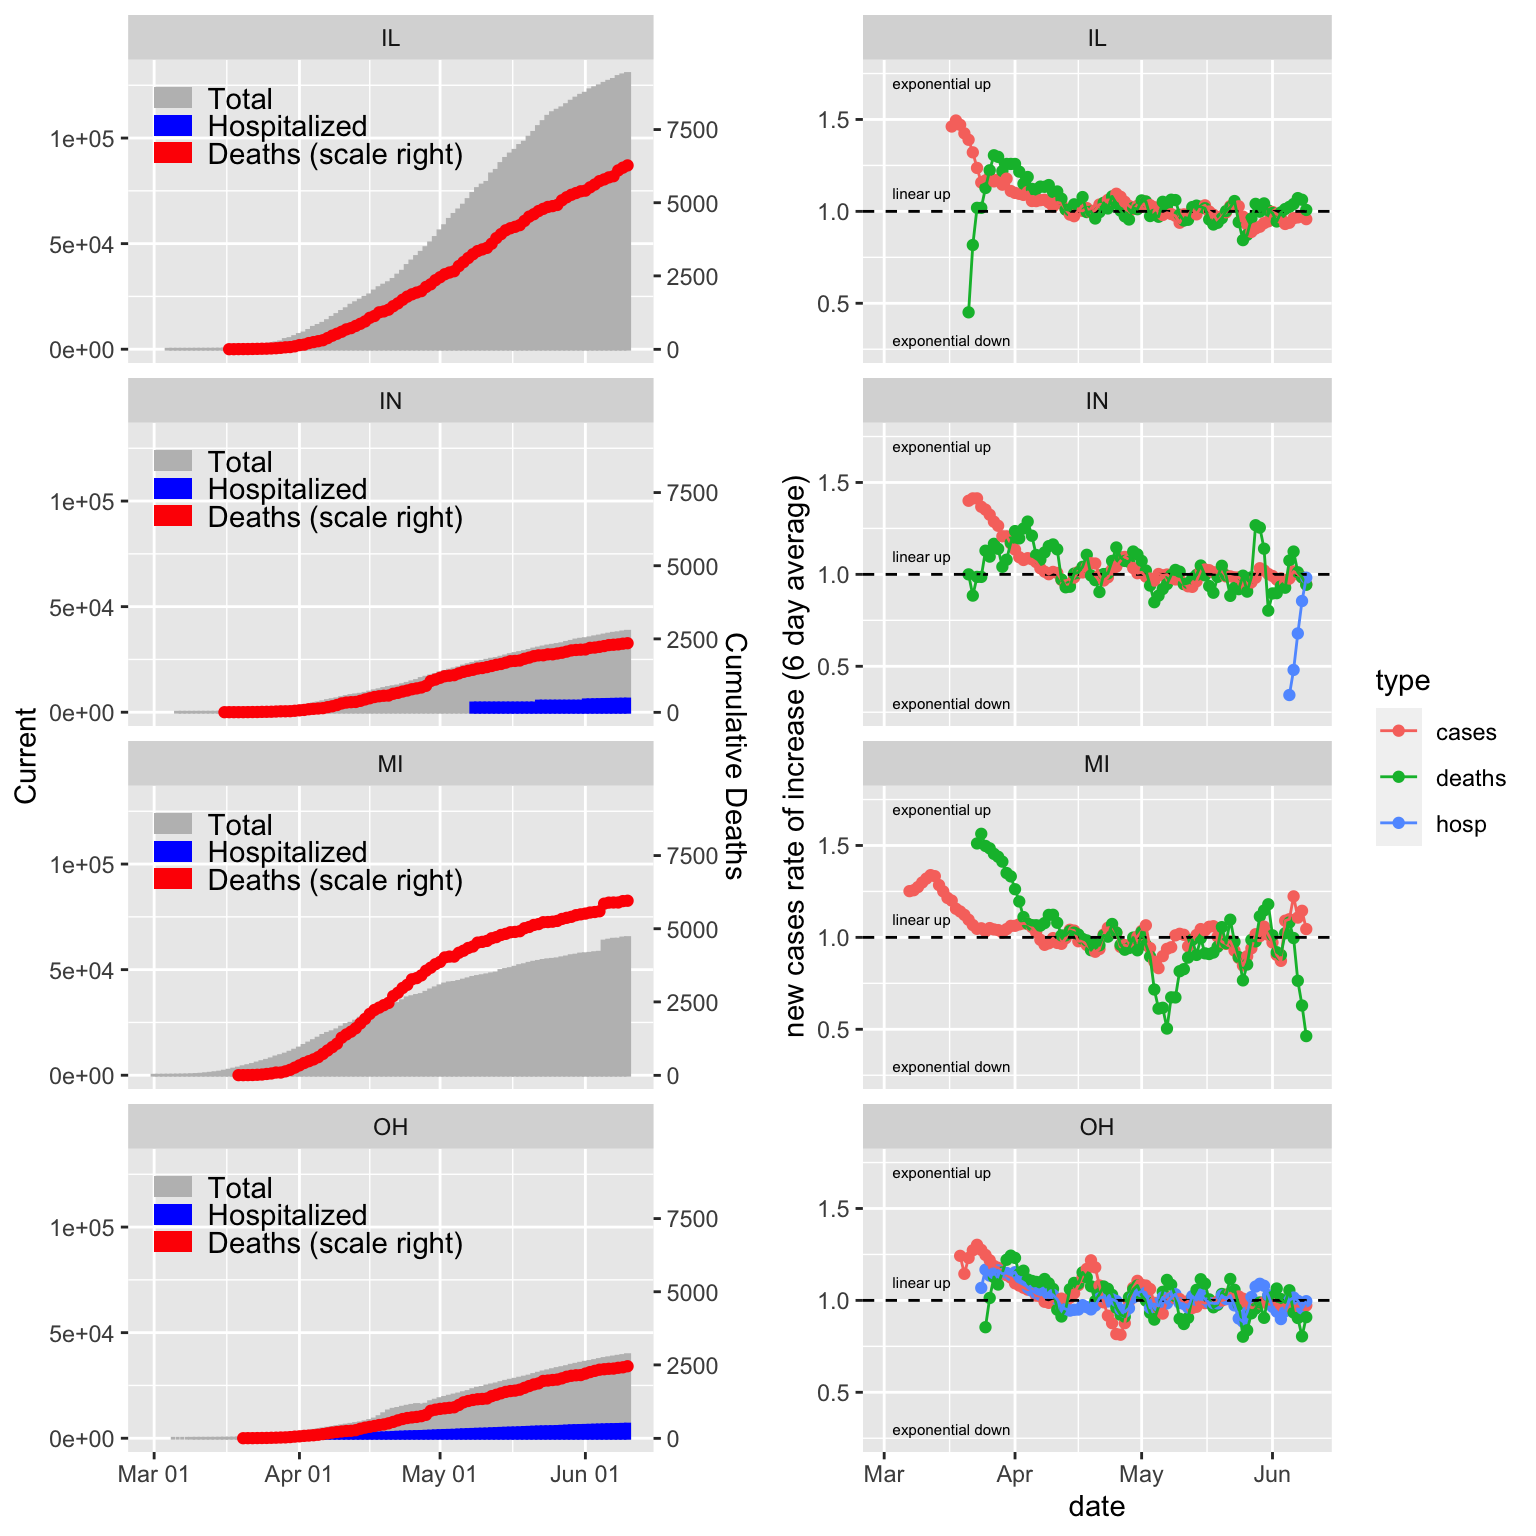 IL
Total
Hospitalized
Deaths (scale right)
1e+05
5e+04
0e+00
7500
5000
2500
0
IN
Total
Hospitalized
Deaths (scale right)
1e+05
5e+04
0e+00
7500
5000
2500
0
MI
Total
Hospitalized
Deaths (scale right)
1e+05
5e+04
0e+00
7500
5000
2500
0
OH
Total
Hospitalized
Deaths (scale right)
1e+05
5e+04
0e+00
7500
5000
2500
0
Mar 01
Apr 01
May 01
Jun 01
Current
Cumulative Deaths
IL
exponential up
linear up
exponential down
1.5
1.0
0.5
IN
exponential up
linear up
exponential down
1.5
1.0
0.5
MI
exponential up
linear up
exponential down
1.5
1.0
0.5
OH
exponential up
linear up
exponential down
1.5
1.0
0.5
Mar
Apr
May
Jun
date
new cases rate of increase (6 day average)
type
cases
deaths
hosp